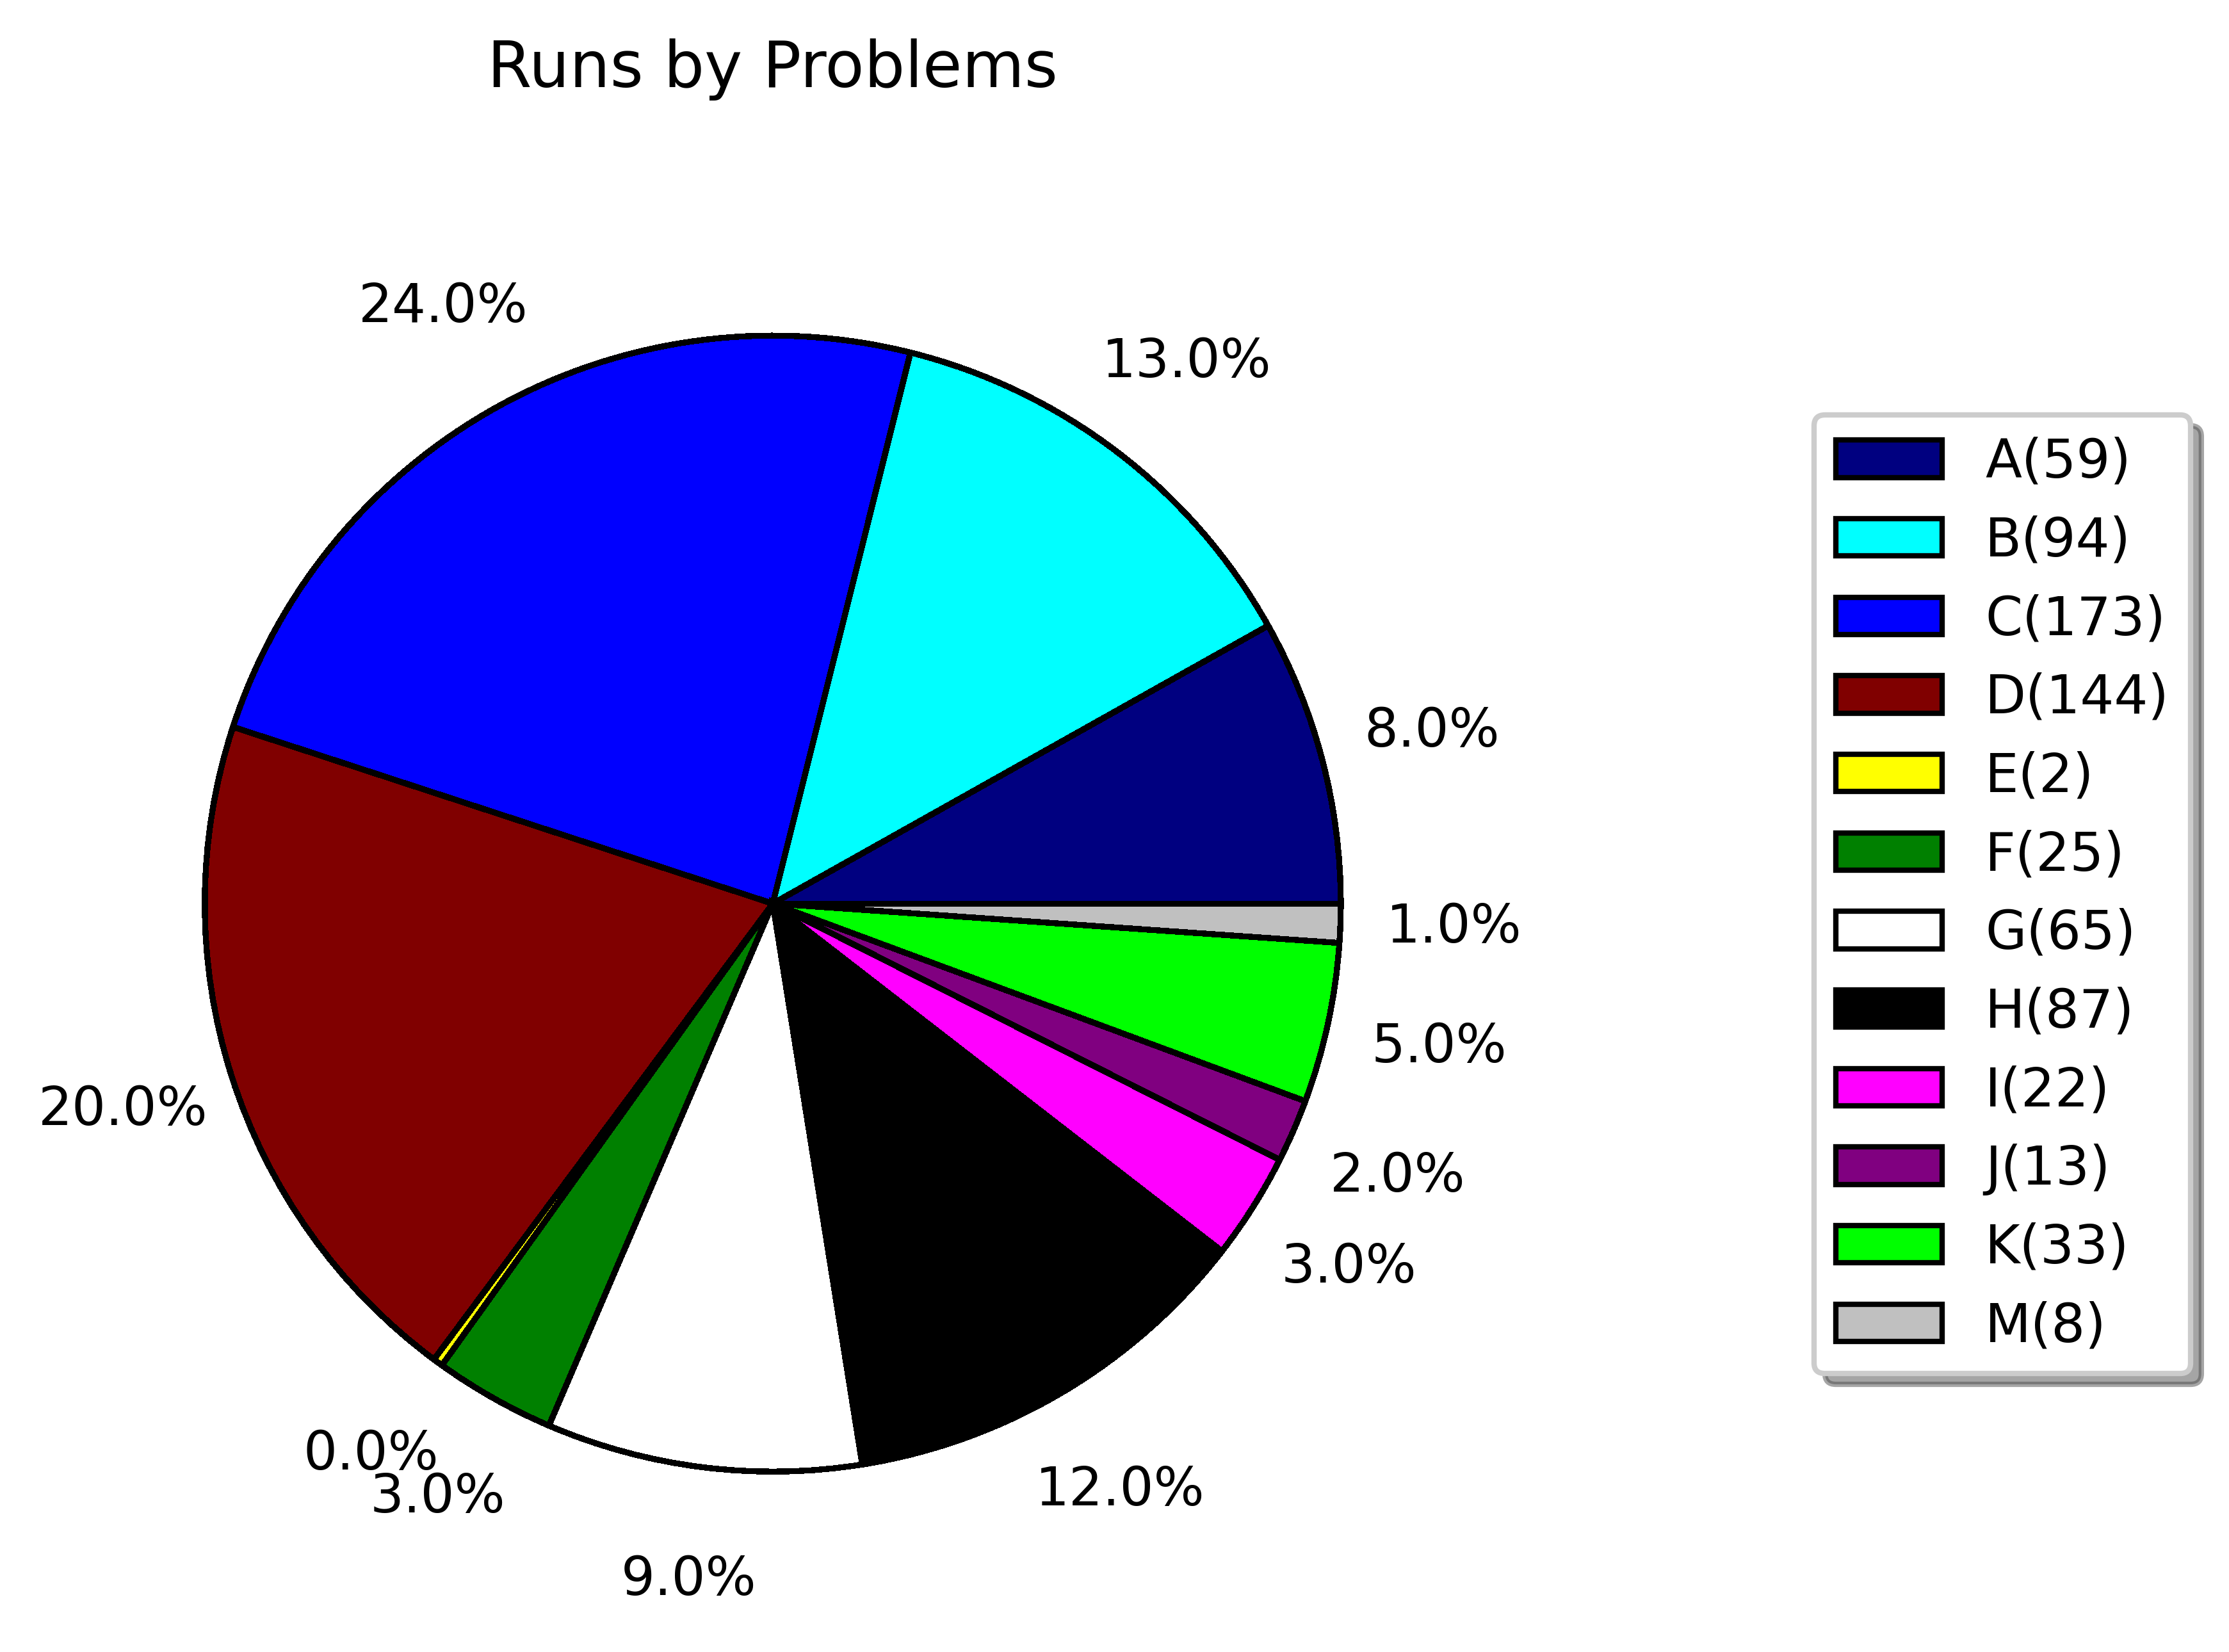 Runs by Problems
24.0%
13.0%
8.0%
1.0%
5.0%
2.0%
3.0%
12.0%
9.0%
3.0%
0.0%
20.0%
A(59)
B(94)
C(173)
D(144)
E(2)
F(25)
G(65)
H(87)
I(22)
J(13)
K(33)
M(8)